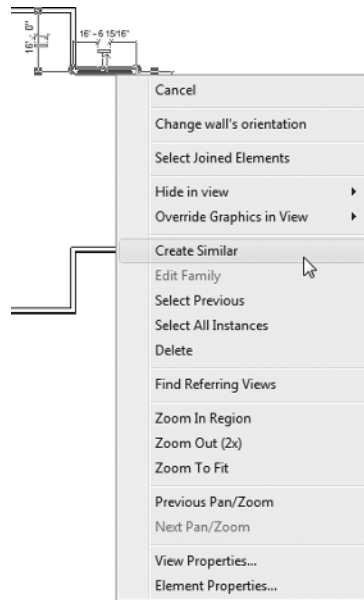 16' - 0"
16' - 6 15/16"
Cancel
Change wall's orientation
Select Joined Elements
Hide in view
Override Graphics in View
Create Similar
Edit Family
Select Previous
Select All Instances
Delete
Find Referring Views
Zoom In Region
Zoom Out (2x)
Zoom To Fit
Previous Pan/Zoom
Next Pan/Zoom
View Properties...
Element Properties...